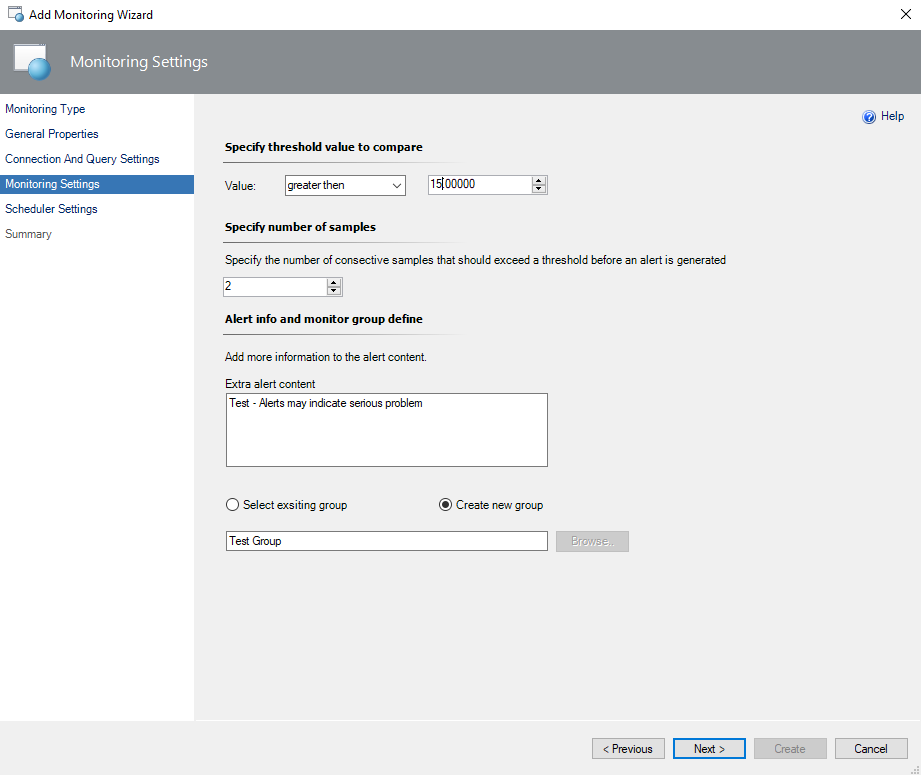 Add Monitoring Wizard
Monitoring Settings
Monitoring Type
General Properties
Connection And Query Settings
Monitoring Settings
Scheduler Settings
Summary
Help
Specify threshold value to compare
Value: greater then 15.00000
Specify number of samples
Specify the number of consective samples that should exceed a threshold before an alert is generated
2
Alert info and monitor group define
Add more information to the alert content.
Extra alert content
Test - Alerts may indicate serious problem
Select exsiting group Create new group
Test Group Browse..
< Previous Next > Create Cancel